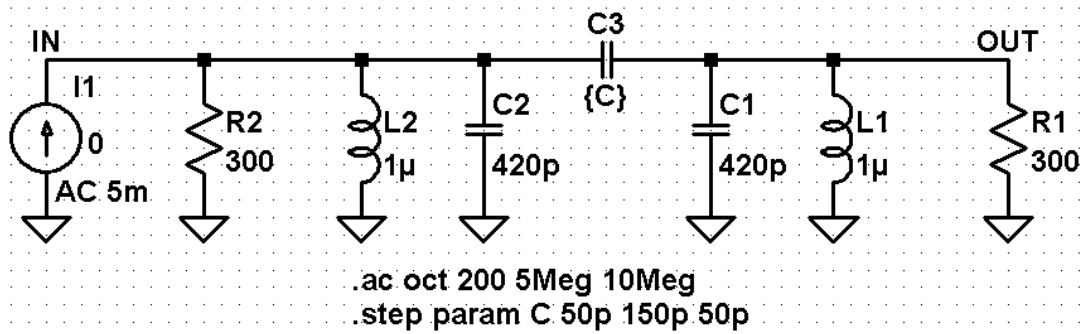 C3
IN
OUT
I1
{C}
C2
C1
R2
L2
L1
R1
0
300
1µ
420p
420p
1µ
300
AC 5m
.ac oct 200 5Meg 10Meg
.step param C 50p 150p 50p